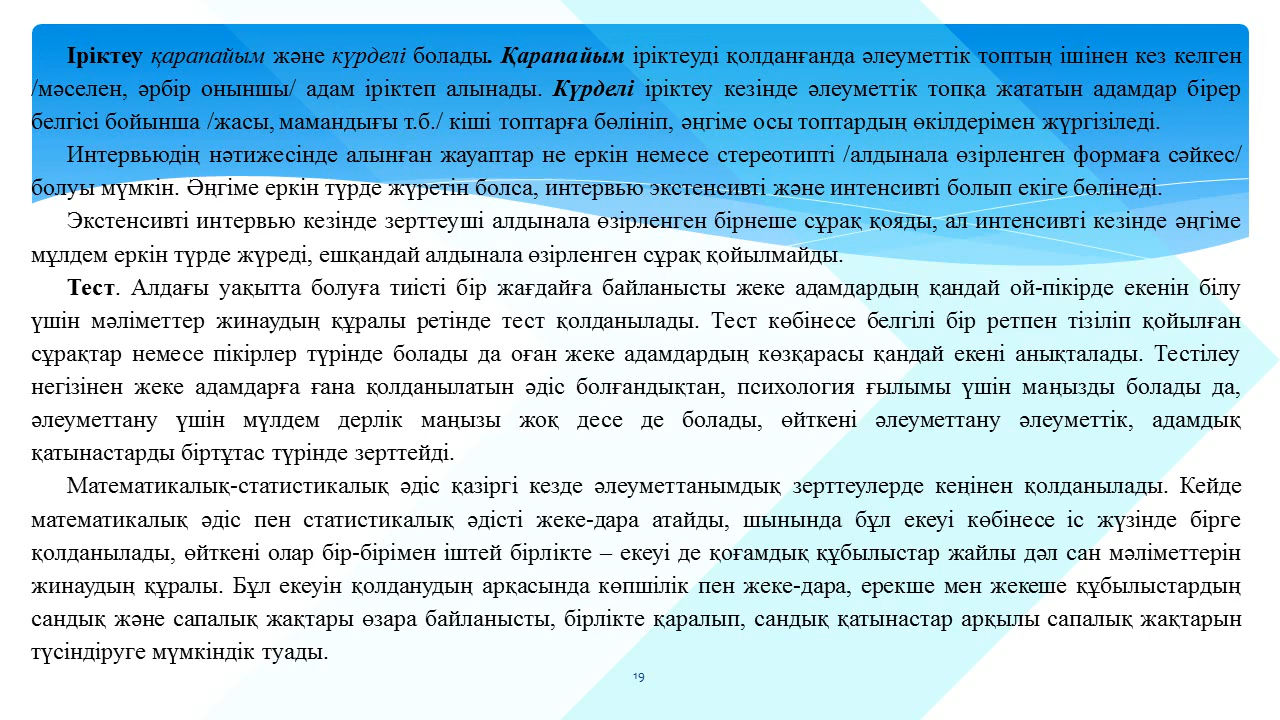 Іріктеу қарапайым және күрделі болады. Қарапайым іріктеуді қолданғанда әлеуметтік топтың ішінен кез келген
/мәселен, әрбір оныншы/ адам іріктеп алынады. Күрделі іріктеу кезінде әлеуметтік топқа жататын адамдар бірер
белгісі бойынша /жасы, мамандығы т.б./ кіші топтарға бөлініп, әңгіме осы топтардың өкілдерімен жүргізіледі.
Интервьюдің нәтижесінде алынған жауаптар не еркін немесе стереотипті /алдынала өзірленген формаға сәйкес/
болуы мүмкін. Әңгіме еркін түрде жүретін болса, интервью экстенсивті және интенсивті болып екіге бөлінеді.
Экстенсивті интервью кезінде зерттеуші алдынала өзірленген бірнеше сұрақ қояды, ал интенсивті кезінде әңгіме
мұлдем еркін түрде жүреді, ешқандай алдынала өзірленген сұрақ қойылмайды.
Тест. Алдағы уақытта болуға тиісті бір жағдайға байланысты жеке адамдардың қандай ой-пікірде екенін білу
үшін мәліметтер жинаудың құралы ретінде тест қолданылады. Тест көбінесе белгілі бір ретпен тізіліп қойылған
сұрақтар немесе пікірлер түрінде болады да оған жеке адамдардың көзқарасы қандай екені анықталады. Тестілеу
негізінен жеке адамдарға ғана қолданылатын әдіс болғандықтан, психология ғылымы үшін маңызды болады да,
әлеуметтану үшін мүлдем дерлік маңызы жоқ десе де болады, өйткені әлеуметтану әлеуметтік, адамдық
қатынастарды біртұтас түрінде зерттейді.
Математикалық-статистикалық әдіс қазіргі кезде әлеуметтанымдық зерттеулерде кеңінен қолданылады. Кейде
математикалық әдіс пен статистикалық әдісті жеке-дара атайды, шынында бұл екеуі көбінесе іс жүзінде бірге
қолданылады, өйткені олар бір-бірімен іштей бірлікте – екеуі де қоғамдық құбылыстар жайлы дәл сан мәліметтерін
жинаудың құралы. Бұл екеуін қолданудың арқасында көпшілік пен жеке-дара, ерекше мен жекеше құбылыстардың
сандық және сапалық жақтары өзара байланысты, бірлікте қаралып, сандық қатынастар арқылы сапалық жақтарын
түсіндіруге мүмкіндік туады.
19